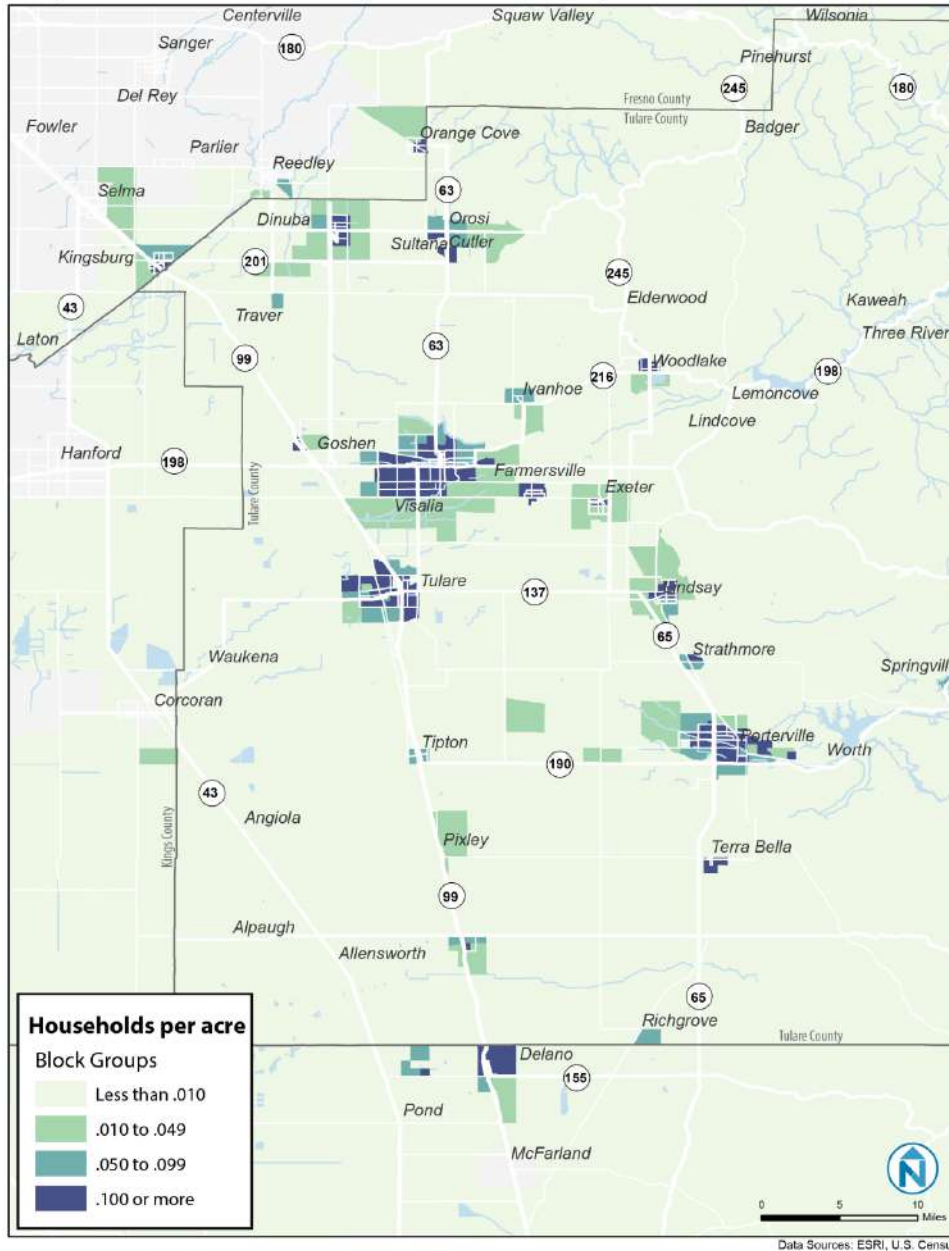 Centerville
Squaw Valley
Wilsonia
Sanger
180
Pinehurst
Del Rey
245
180
Fresno County
Tulare County
Fowler
Orange Cove
Badger
Parlier
Reedley
Selma
63
Dinuba
Orosi
Sultana
Cutler
Kingsburg
201
245
43
Elderwood
Kaweah
Traver
Laton
99
63
Three River
Woodlake
216
198
Ivanhoe
Lemoncove
Lindcove
Goshen
Hanford
198
Farmersville
Exeter
Tulare County
Visalia
Tulare
137
Lindsay
65
Strathmore
Waukena
Springvill
Corcoran
Tipton
Porterville
Worth
190
43
Angiola
Kings County
Pixley
Terra Bella
99
Alpaugh
Allensworth
65
Richgrove
Tulare County
Delano
155
Pond
McFarland
Households per acre
Block Groups
Less than .010
.010 to .049
.050 to .099
.100 or more
N
0 5 10
Miles
Data Sources: ESRI, U.S. Censu